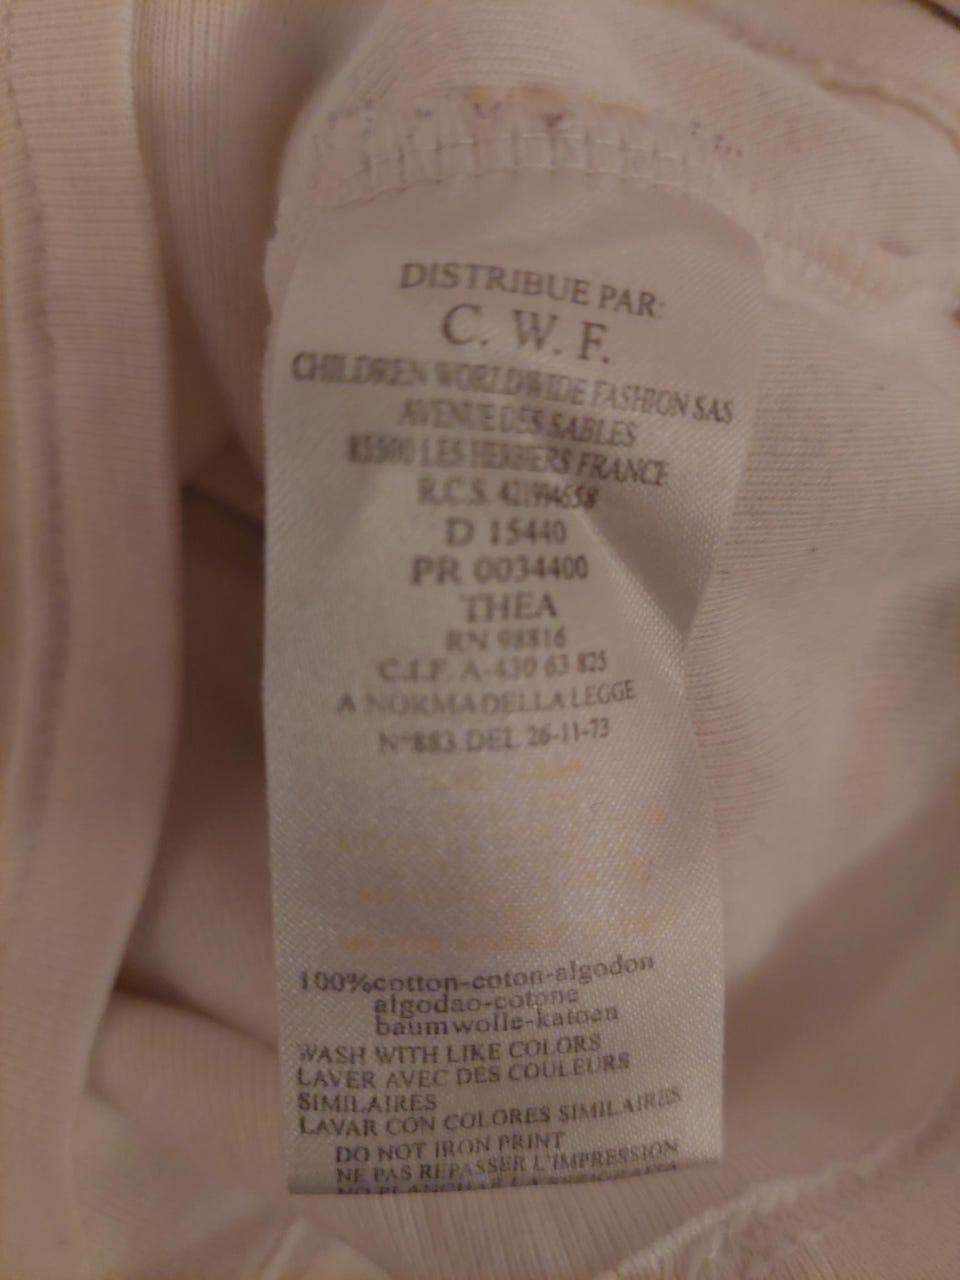 DISTRIBUE PAR:
C. W. F.
CHILDREN WORLDWIDE FASHION SAS
AVENUE DES SABLES
85500 LES HERBIERS FRANCE
R.C.S.
D 15440
PR 0034400
THEA
RN 98816
C.I.F. A-430 63 825
A NORMA DELLA LEGGE
N°883 DEL 26-11-73
100%cotton-coton-algodon
algodao-cotone
baumwolle-katoen
WASH WITH LIKE COLORS
LAVER AVEC DES COULEURS
SIMILAIRES
LAVAR CON COLORES SIMILAIRES
DO NOT IRON PRINT
NE PAS REPASSER L'IMPRESSION